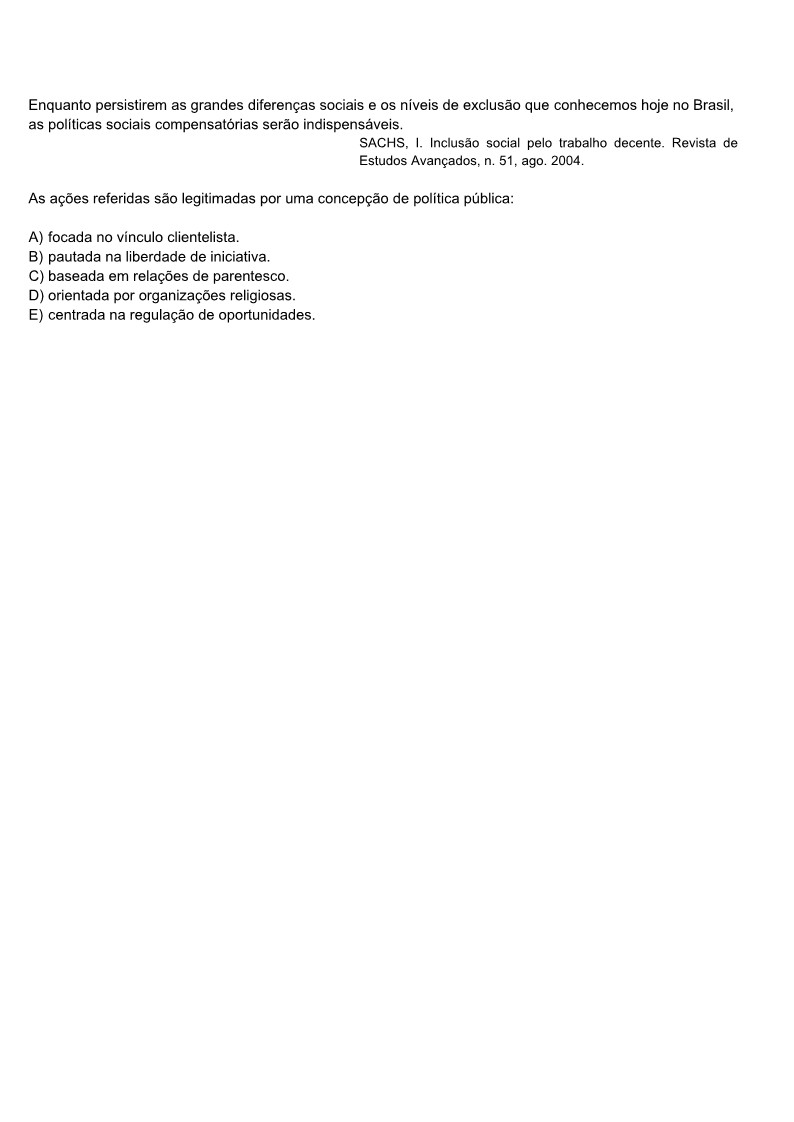 Enquanto persistirem as grandes diferenças sociais e os níveis de exclusão que conhecemos hoje no Brasil,
as políticas sociais compensatórias serão indispensáveis.
SACHS, I. Inclusão social pelo trabalho decente. Revista de
Estudos Avançados, n. 51, ago. 2004.
As ações referidas são legitimadas por uma concepção de política pública:
A) focada no vínculo clientelista.
B) pautada na liberdade de iniciativa.
C) baseada em relações de parentesco.
D) orientada por organizações religiosas.
E) centrada na regulação de oportunidades.